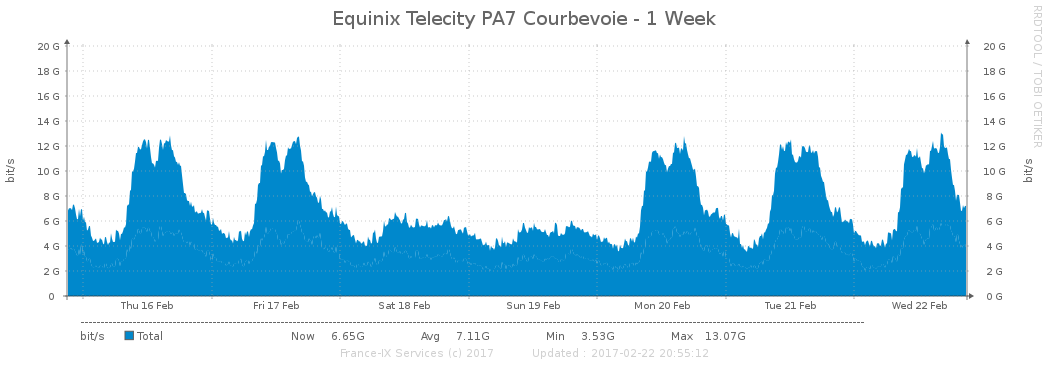 Equinix Telecity PA7 Courbevoie - 1 Week
RRDTOOL / TOBI OETIKER
bit/s
20 G
18 G
16 G
14 G
12 G
10 G
8 G
6 G
4 G
2 G
0
20 G
18 G
16 G
14 G
12 G
10 G
8 G
6 G
4 G
2 G
0 G
bit/s
Thu 16 Feb Fri 17 Feb Sat 18 Feb Sun 19 Feb Mon 20 Feb Tue 21 Feb Wed 22 Feb
bit/s Total Now 6.65G Avg 7.11G Min 3.53G Max 13.07G
France-IX Services (c) 2017 Updated : 2017-02-22 20:55:12